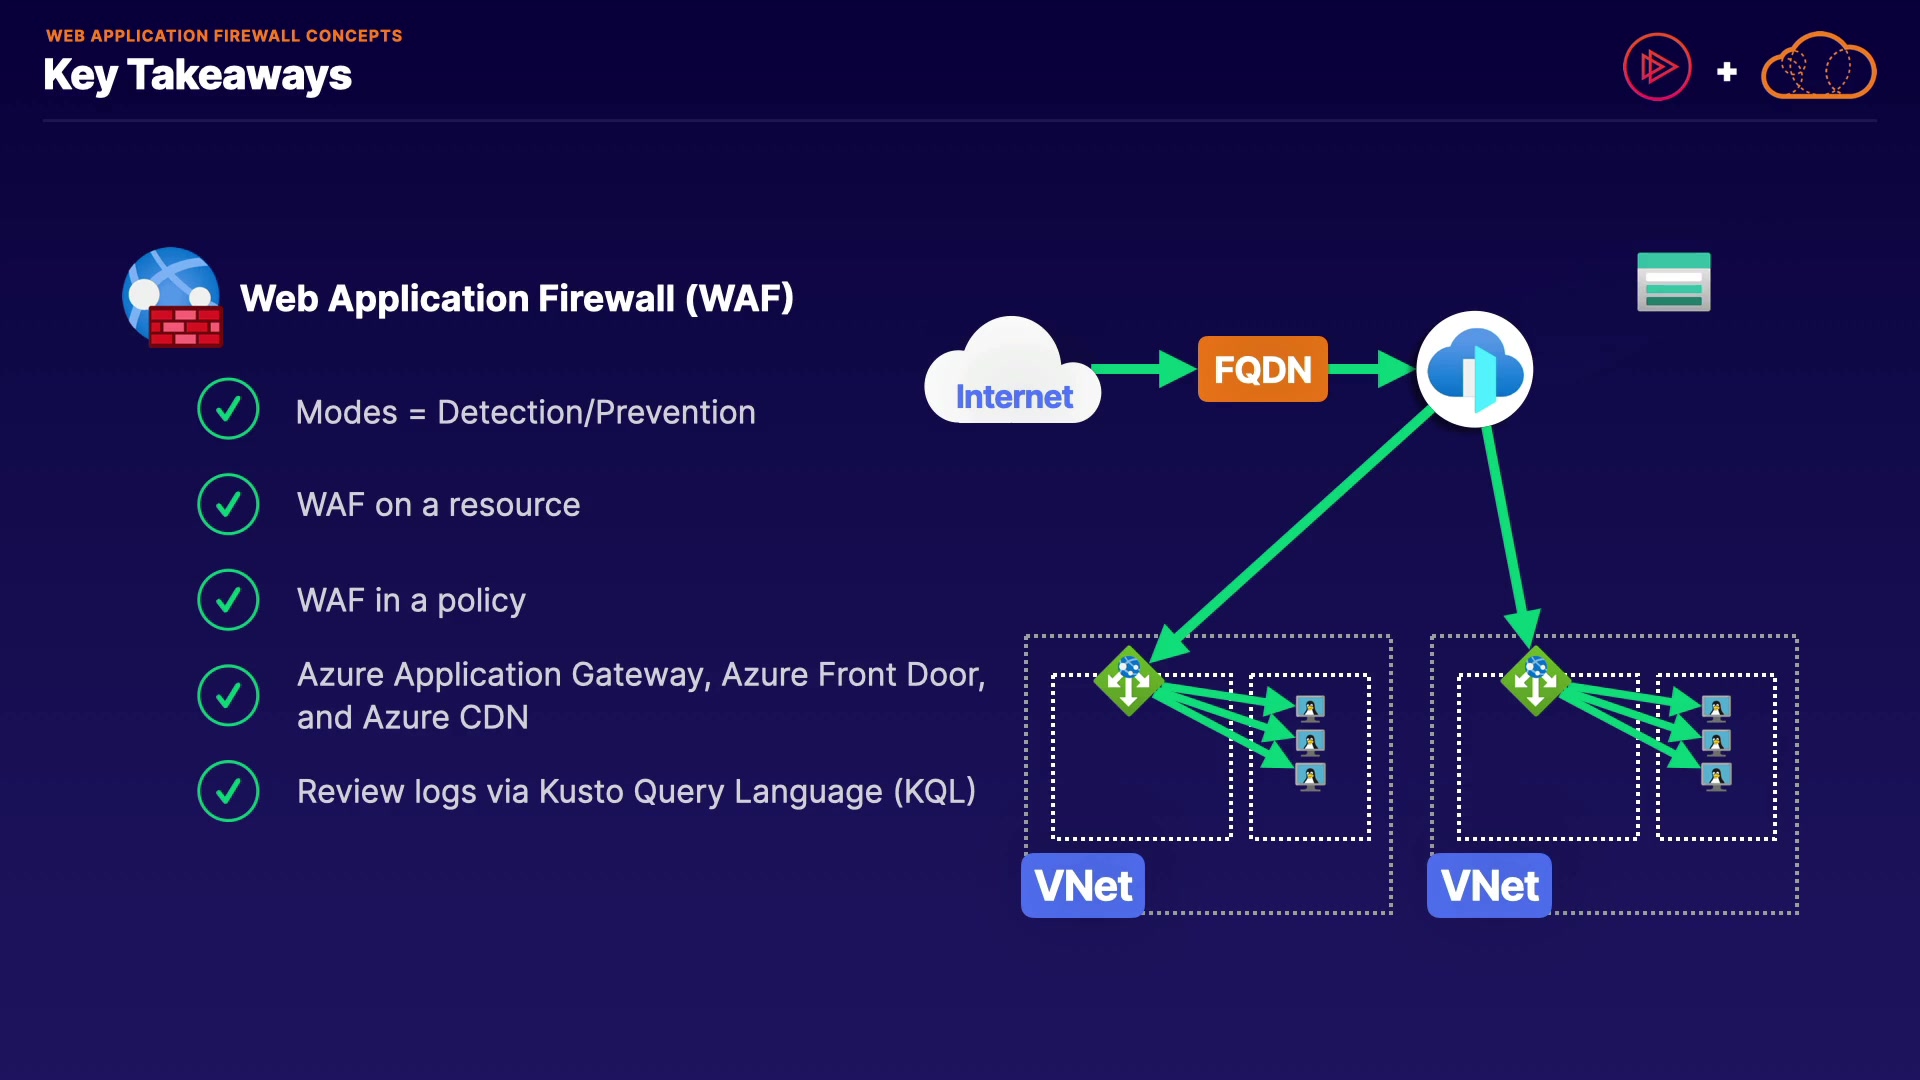 WEB APPLICATION FIREWALL CONCEPTS
Key Takeaways
Web Application Firewall (WAF)
Modes = Detection/Prevention
WAF on a resource
WAF in a policy
Azure Application Gateway, Azure Front Door,
and Azure CDN
Review logs via Kusto Query Language (KQL)
Internet
FQDN
VNet
VNet